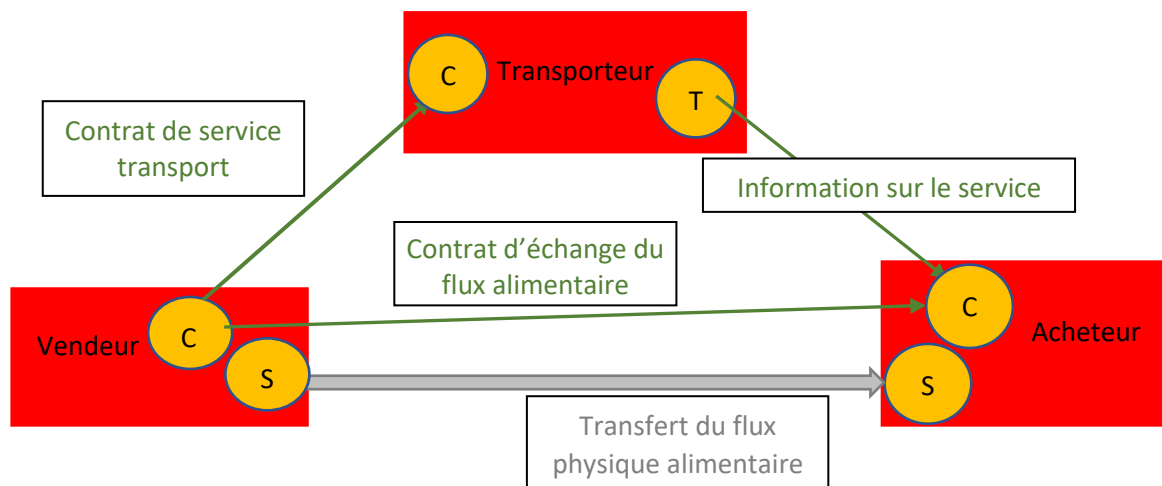 C
Transporteur
T
Contrat de service
transport
Information sur le service
Contrat d’échange du
flux alimentaire
Vendeur
C
S
C
Acheteur
S
Transfert du flux
physique alimentaire